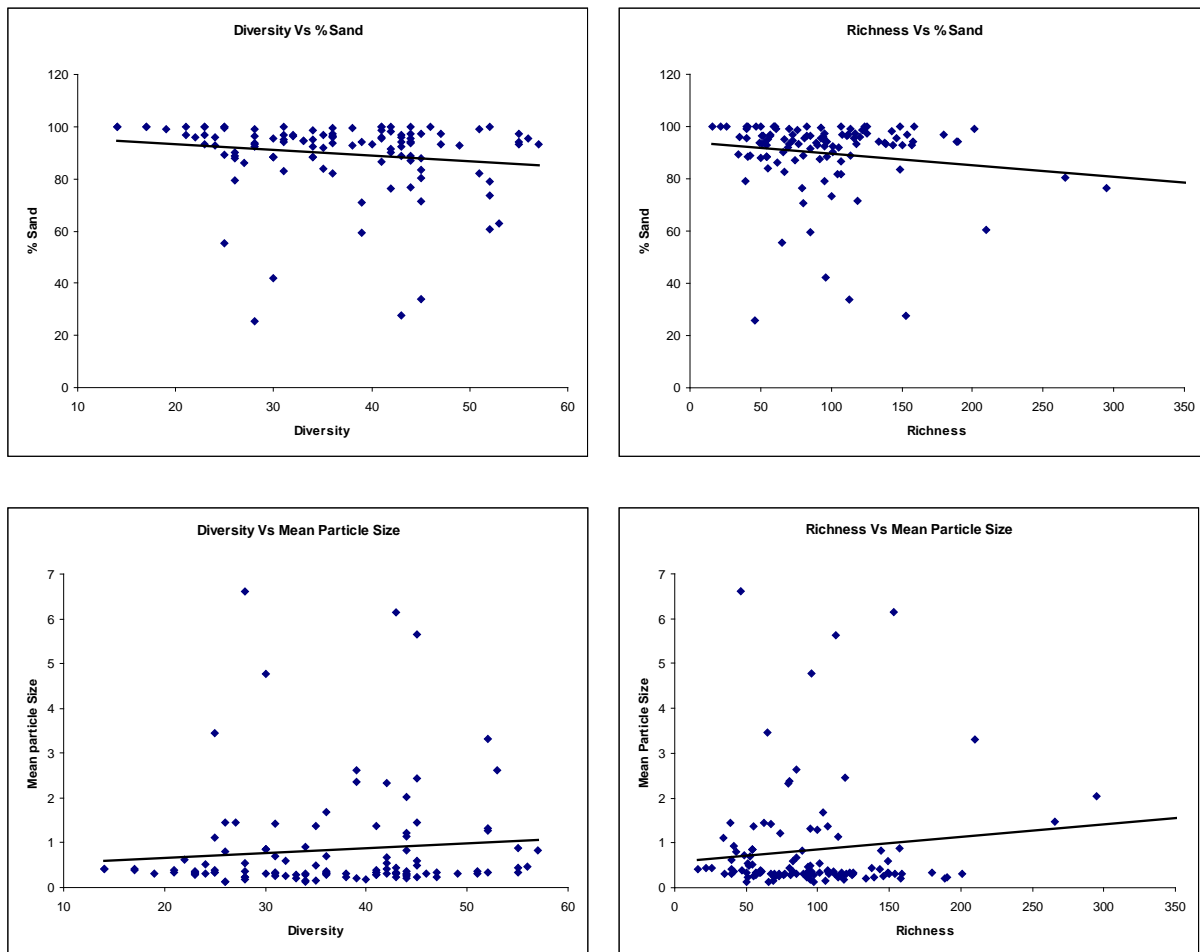 Diversity Vs %Sand
120
100
80
60
40
20
0
% Sand
10 20 30 40 50 60
Diversity
Richness Vs %Sand
120
100
80
60
40
20
0
% Sand
0 50 100 150 200 250 300 350
Richness
Diversity Vs Mean Particle Size
7
6
5
4
3
2
1
0
Mean particle Size
10 20 30 40 50 60
Diversity
Richness Vs Mean Particle Size
7
6
5
4
3
2
1
0
Mean Particle Size
0 50 100 150 200 250 300 350
Richness